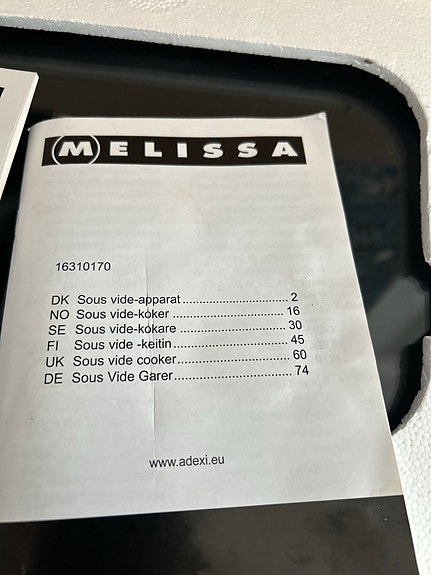 MELISSA
16310170
DK Sous vide-apparat................................ 2
NO Sous vide-koker ................................ 16
SE Sous vide-kokare ................................ 30
FI Sous vide -keitin................................ 45
UK Sous vide cooker................................ 60
DE Sous Vide Garer................................ 74
www.adexi.eu